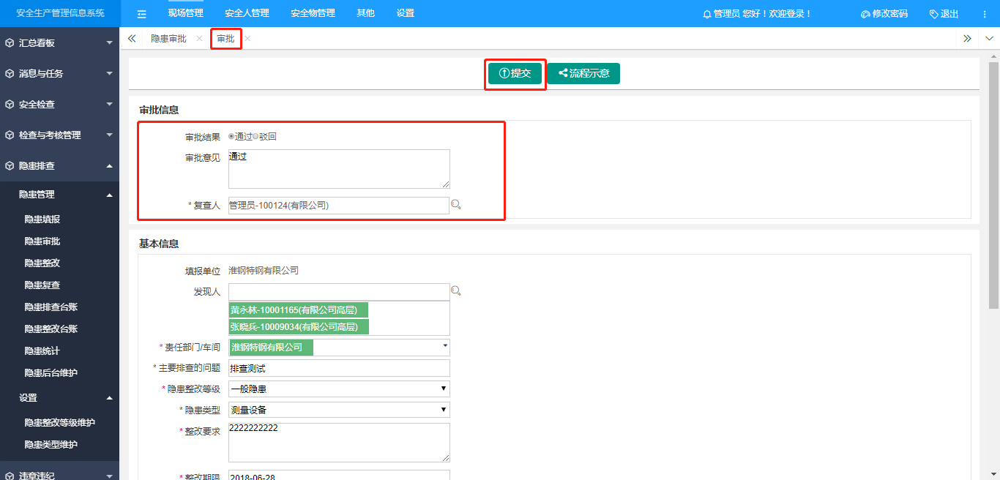 安全生产管理信息系统
现场管理 安全人管理 安全物管理 其他 设置
管理员 您好！欢迎登录！ 修改密码 退出
隐患审批 审批
汇总看板
消息与任务
安全检查
检查与考核管理
隐患排查
隐患管理
隐患填报
隐患审批
隐患整改
隐患复查
隐患排查台账
隐患整改台账
隐患统计
隐患后台维护
设置
隐患整改等级维护
隐患类型维护
违章违纪
提交 流程示意
审批信息
审批结果 通过 驳回
审批意见 通过
* 复查人 管理员-100124(有限公司)
基本信息
填报单位 淮钢特钢有限公司
发现人
黄永林-10001165(有限公司高层)
张晓兵-10009034(有限公司高层)
* 责任部门/车间 淮钢特钢有限公司
* 主要排查的问题 排查测试
* 隐患整改等级 一般隐患
* 隐患类型 测量设备
* 整改要求 2222222222
* 整改期限 2018-06-28